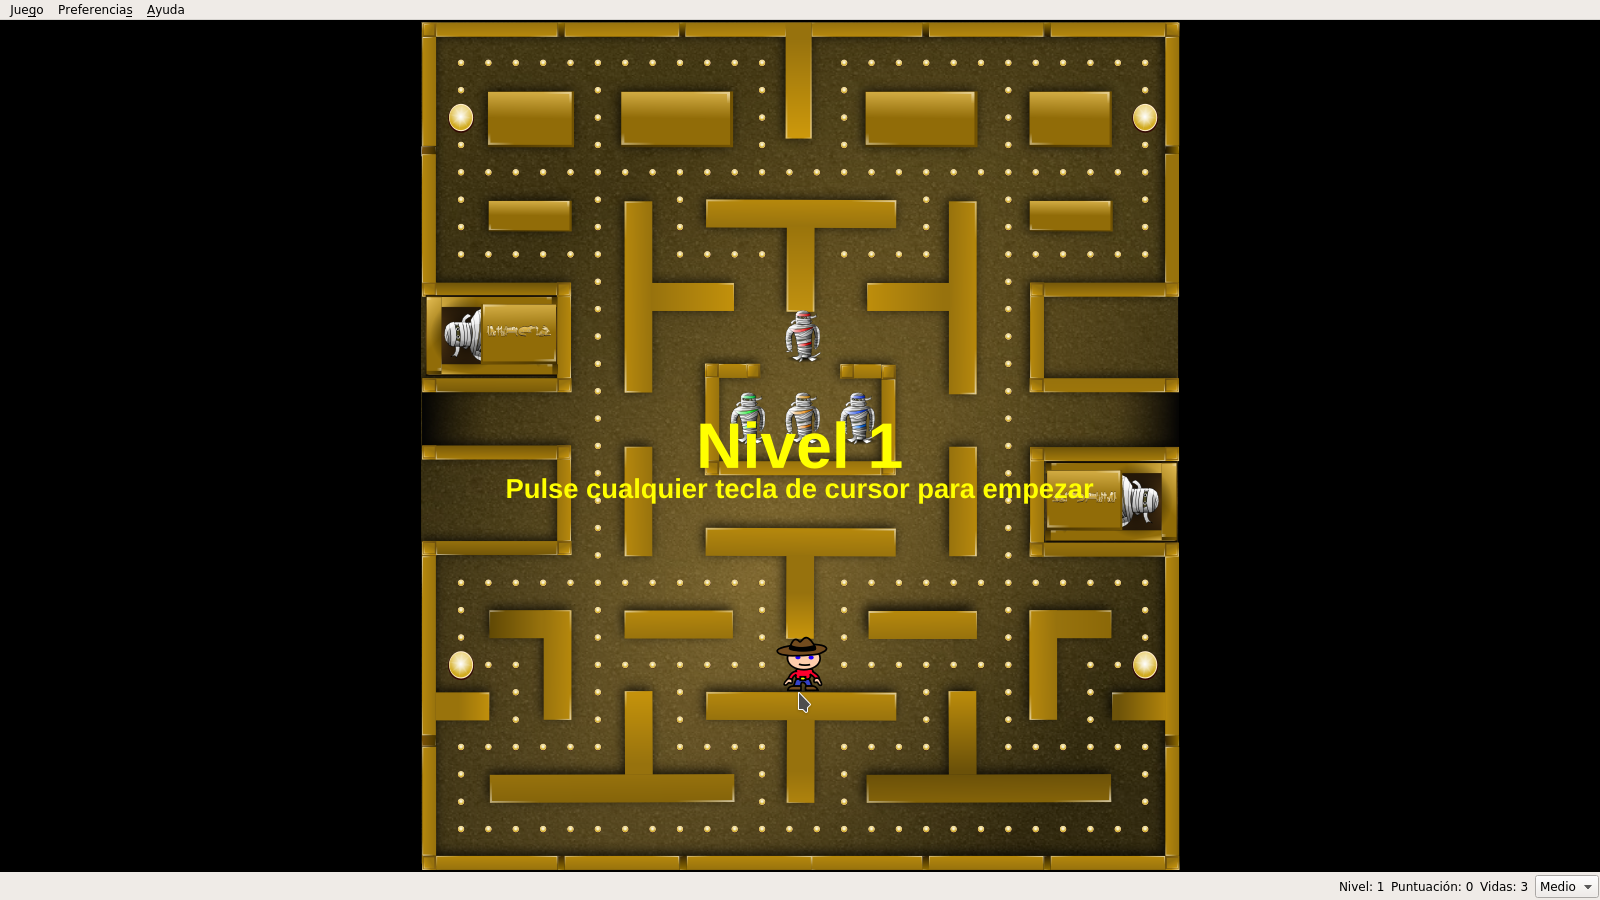 Juego Preferencias Ayuda
Nivel 1
Pulse cualquier tecla de cursor para empezar
Nivel: 1 Puntuación: 0 Vidas: 3 Medio